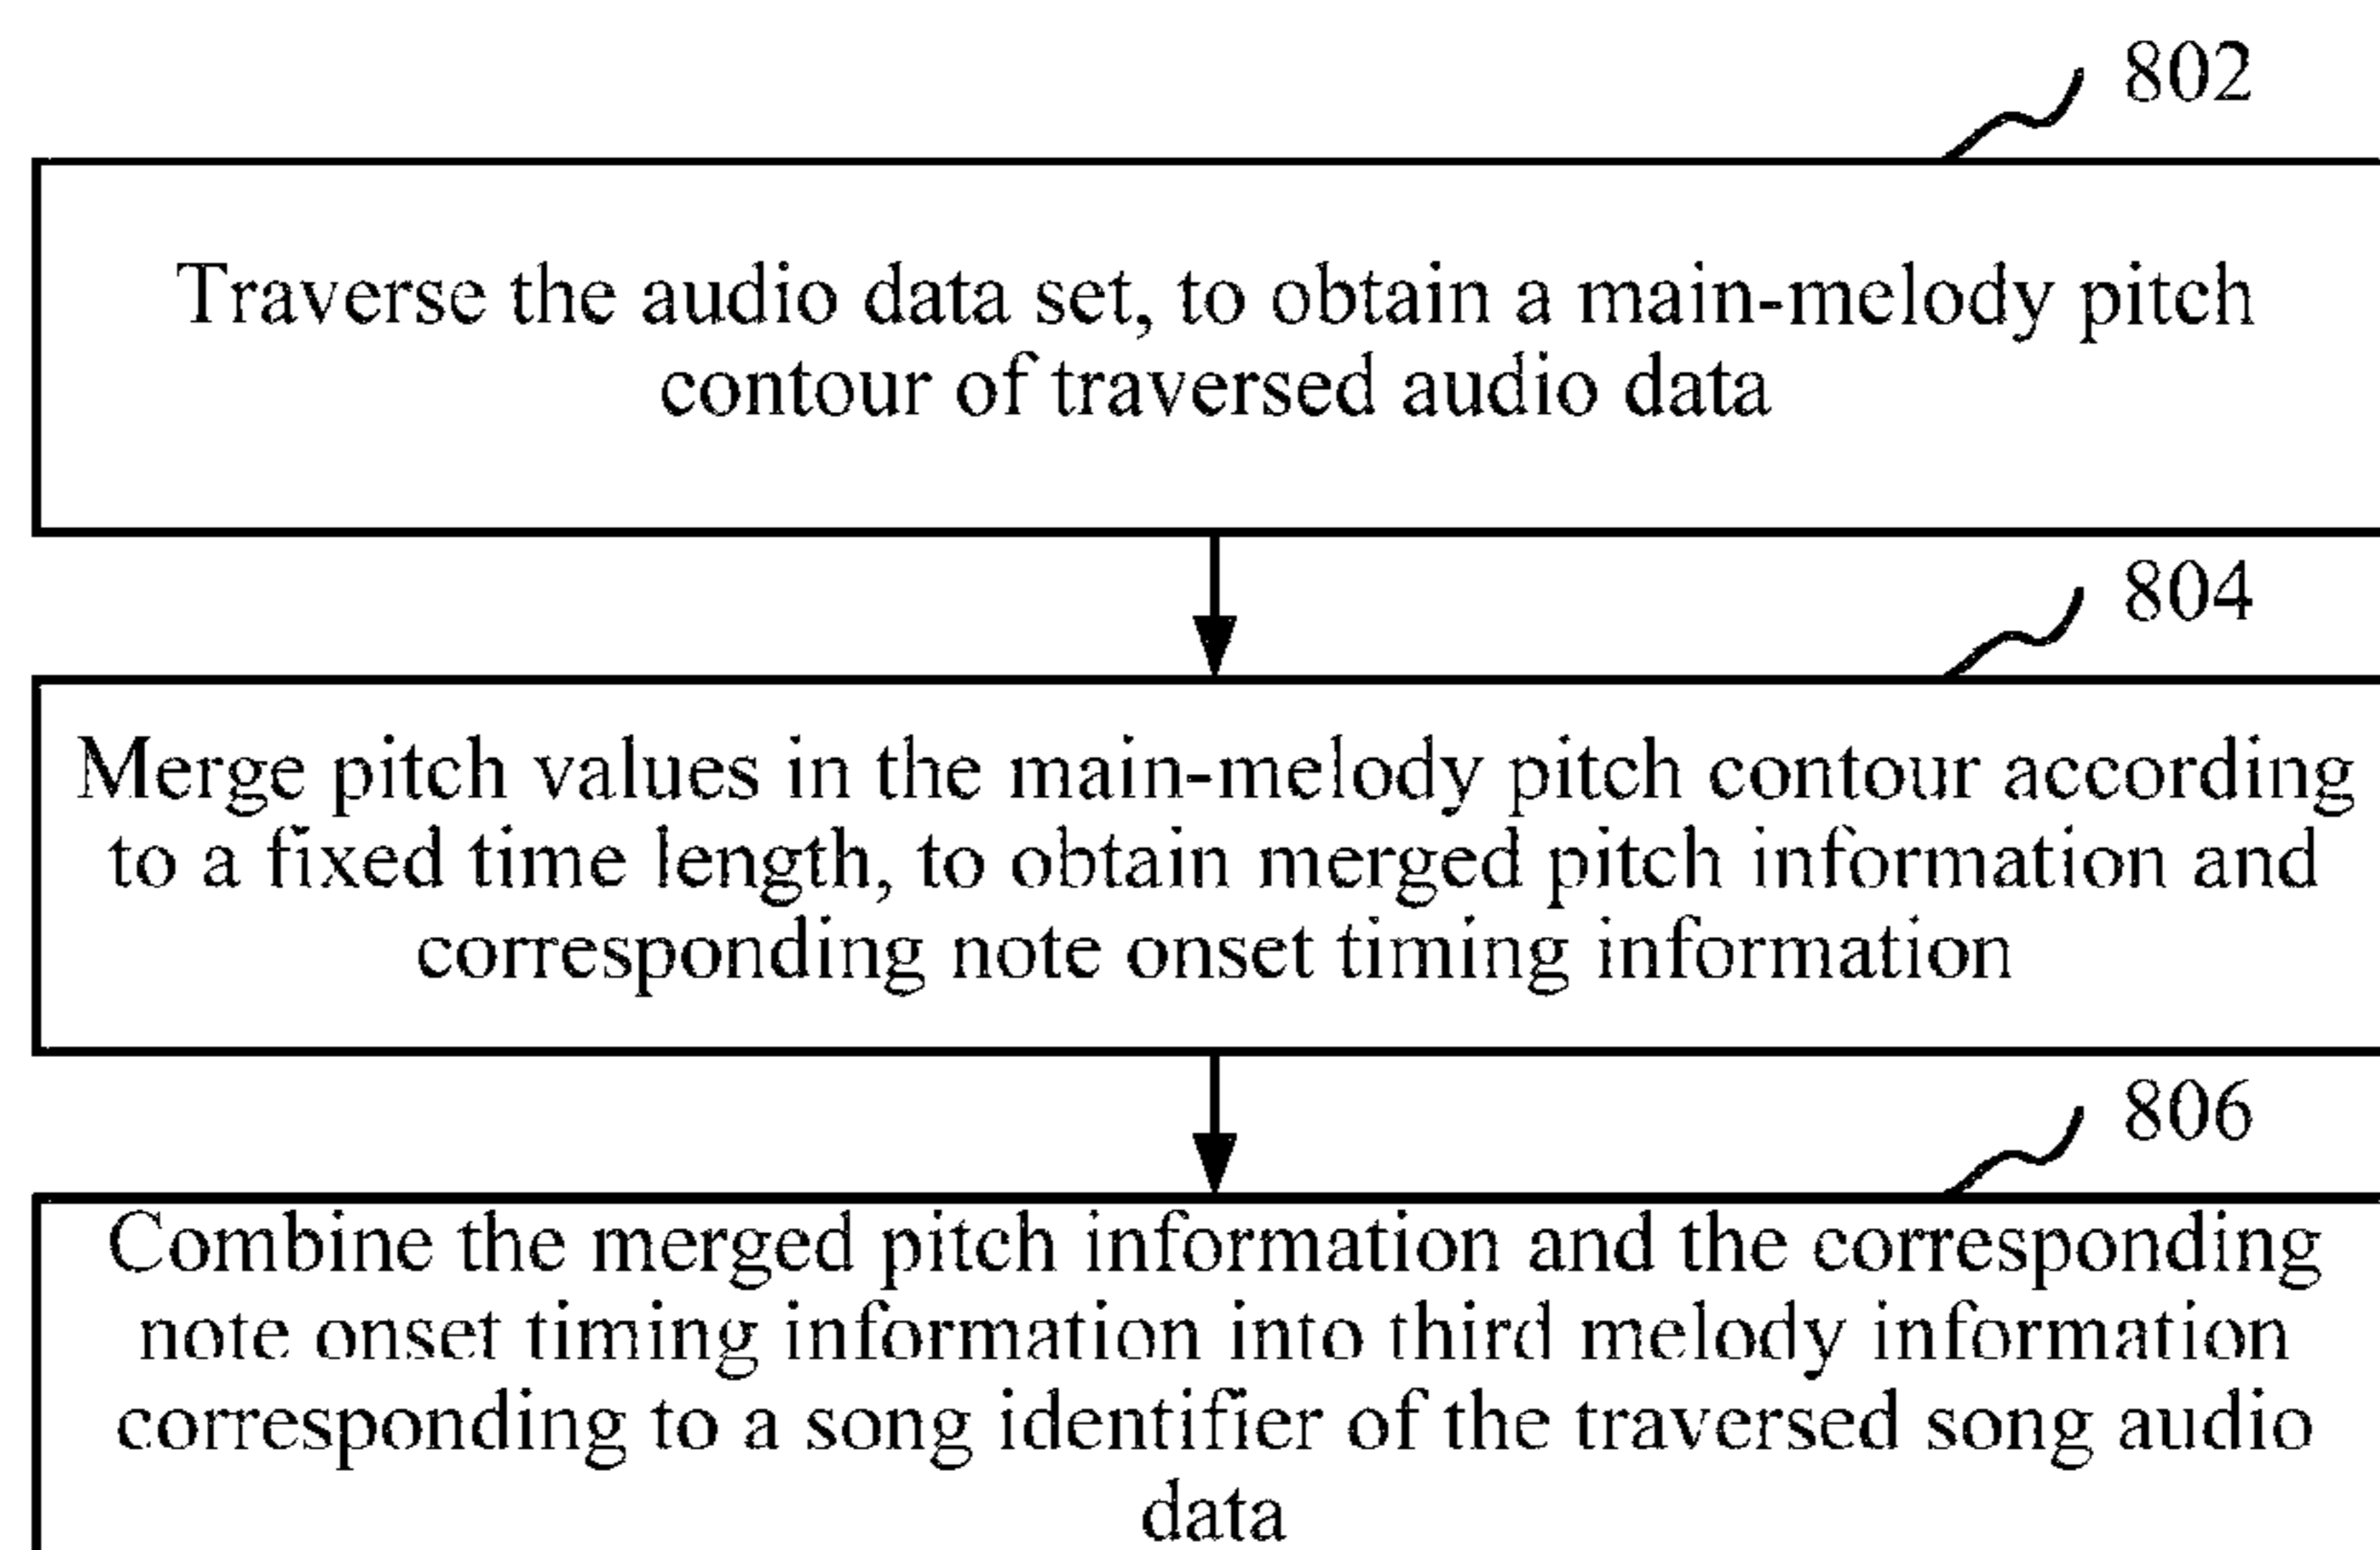 802
Traverse the audio data set, to obtain a main-melody pitch
contour of traversed audio data
804
Merge pitch values in the main-melody pitch contour according
to a fixed time length, to obtain merged pitch information and
corresponding note onset timing information
806
Combine the merged pitch information and the corresponding
note onset timing information into third melody information
corresponding to a song identifier of the traversed song audio
data